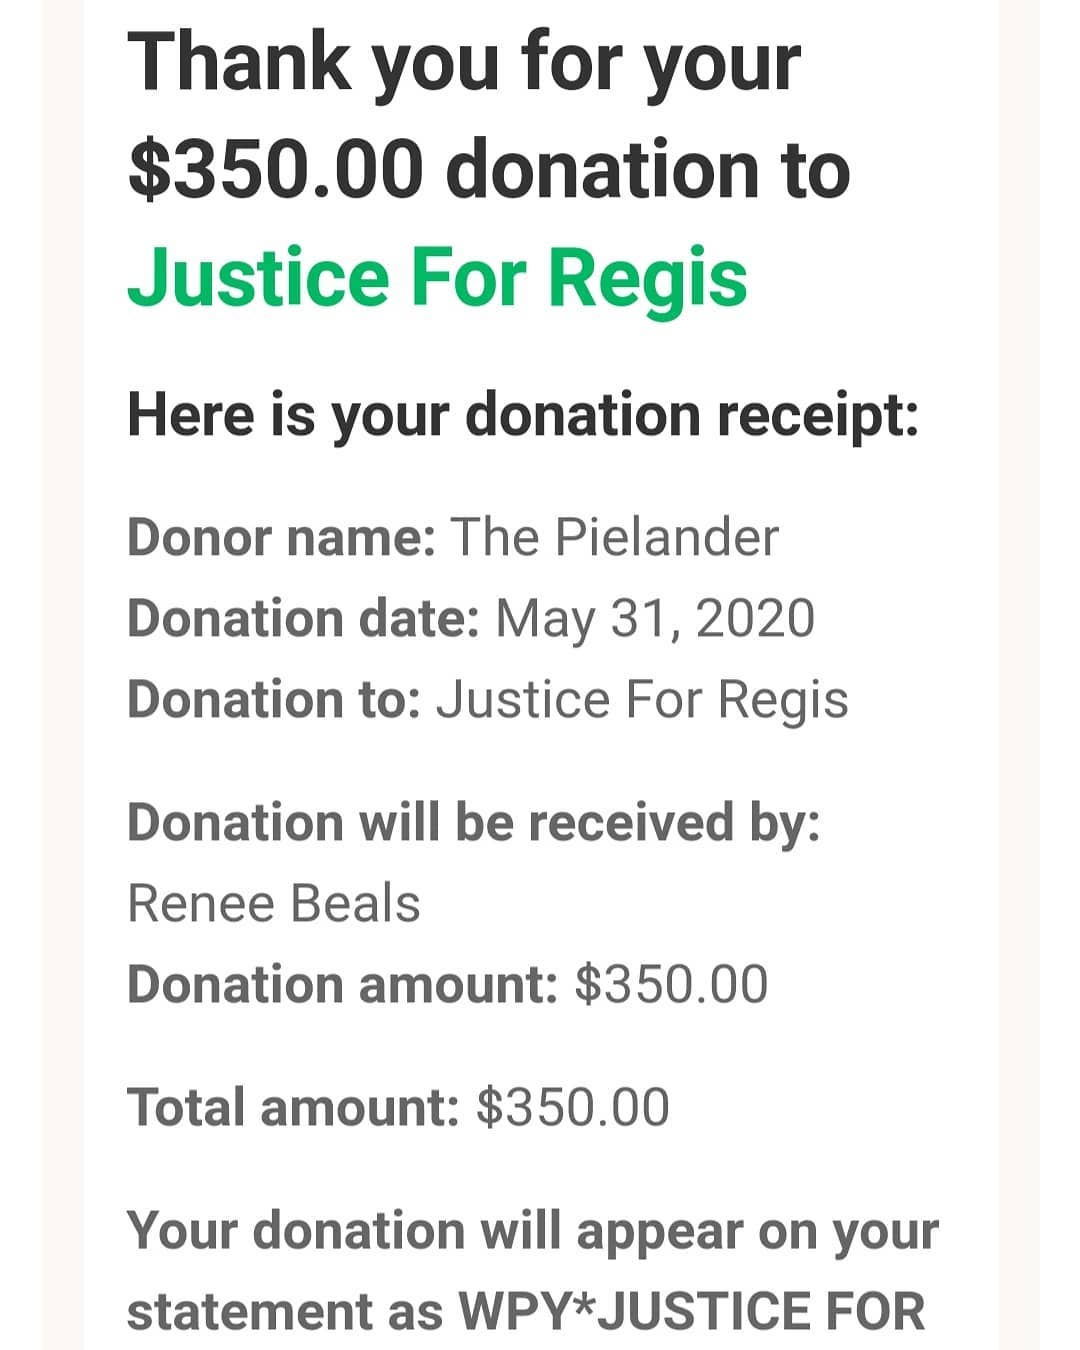 Thank you for your
$350.00 donation to
Justice For Regis
Here is your donation receipt:
Donor name: The Pielander
Donation date: May 31, 2020
Donation to: Justice For Regis
Donation will be received by:
Renee Beals
Donation amount: $350.00
Total amount: $350.00
Your donation will appear on your
statement as WPY*JUSTICE FOR